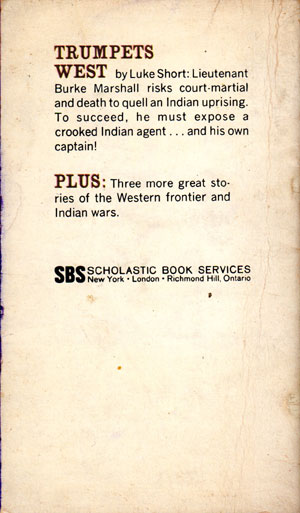 TRUMPETS
WEST by Luke Short: Lieutenant
Burke Marshall risks court-martial
and death to quell an Indian uprising.
To succeed, he must expose a
crooked Indian agent . . . and his own
captain!
PLUS: Three more great sto-
ries of the Western frontier and
Indian wars.
SBS SCHOLASTIC BOOK SERVICES
New York • London • Richmond Hill, Ontario